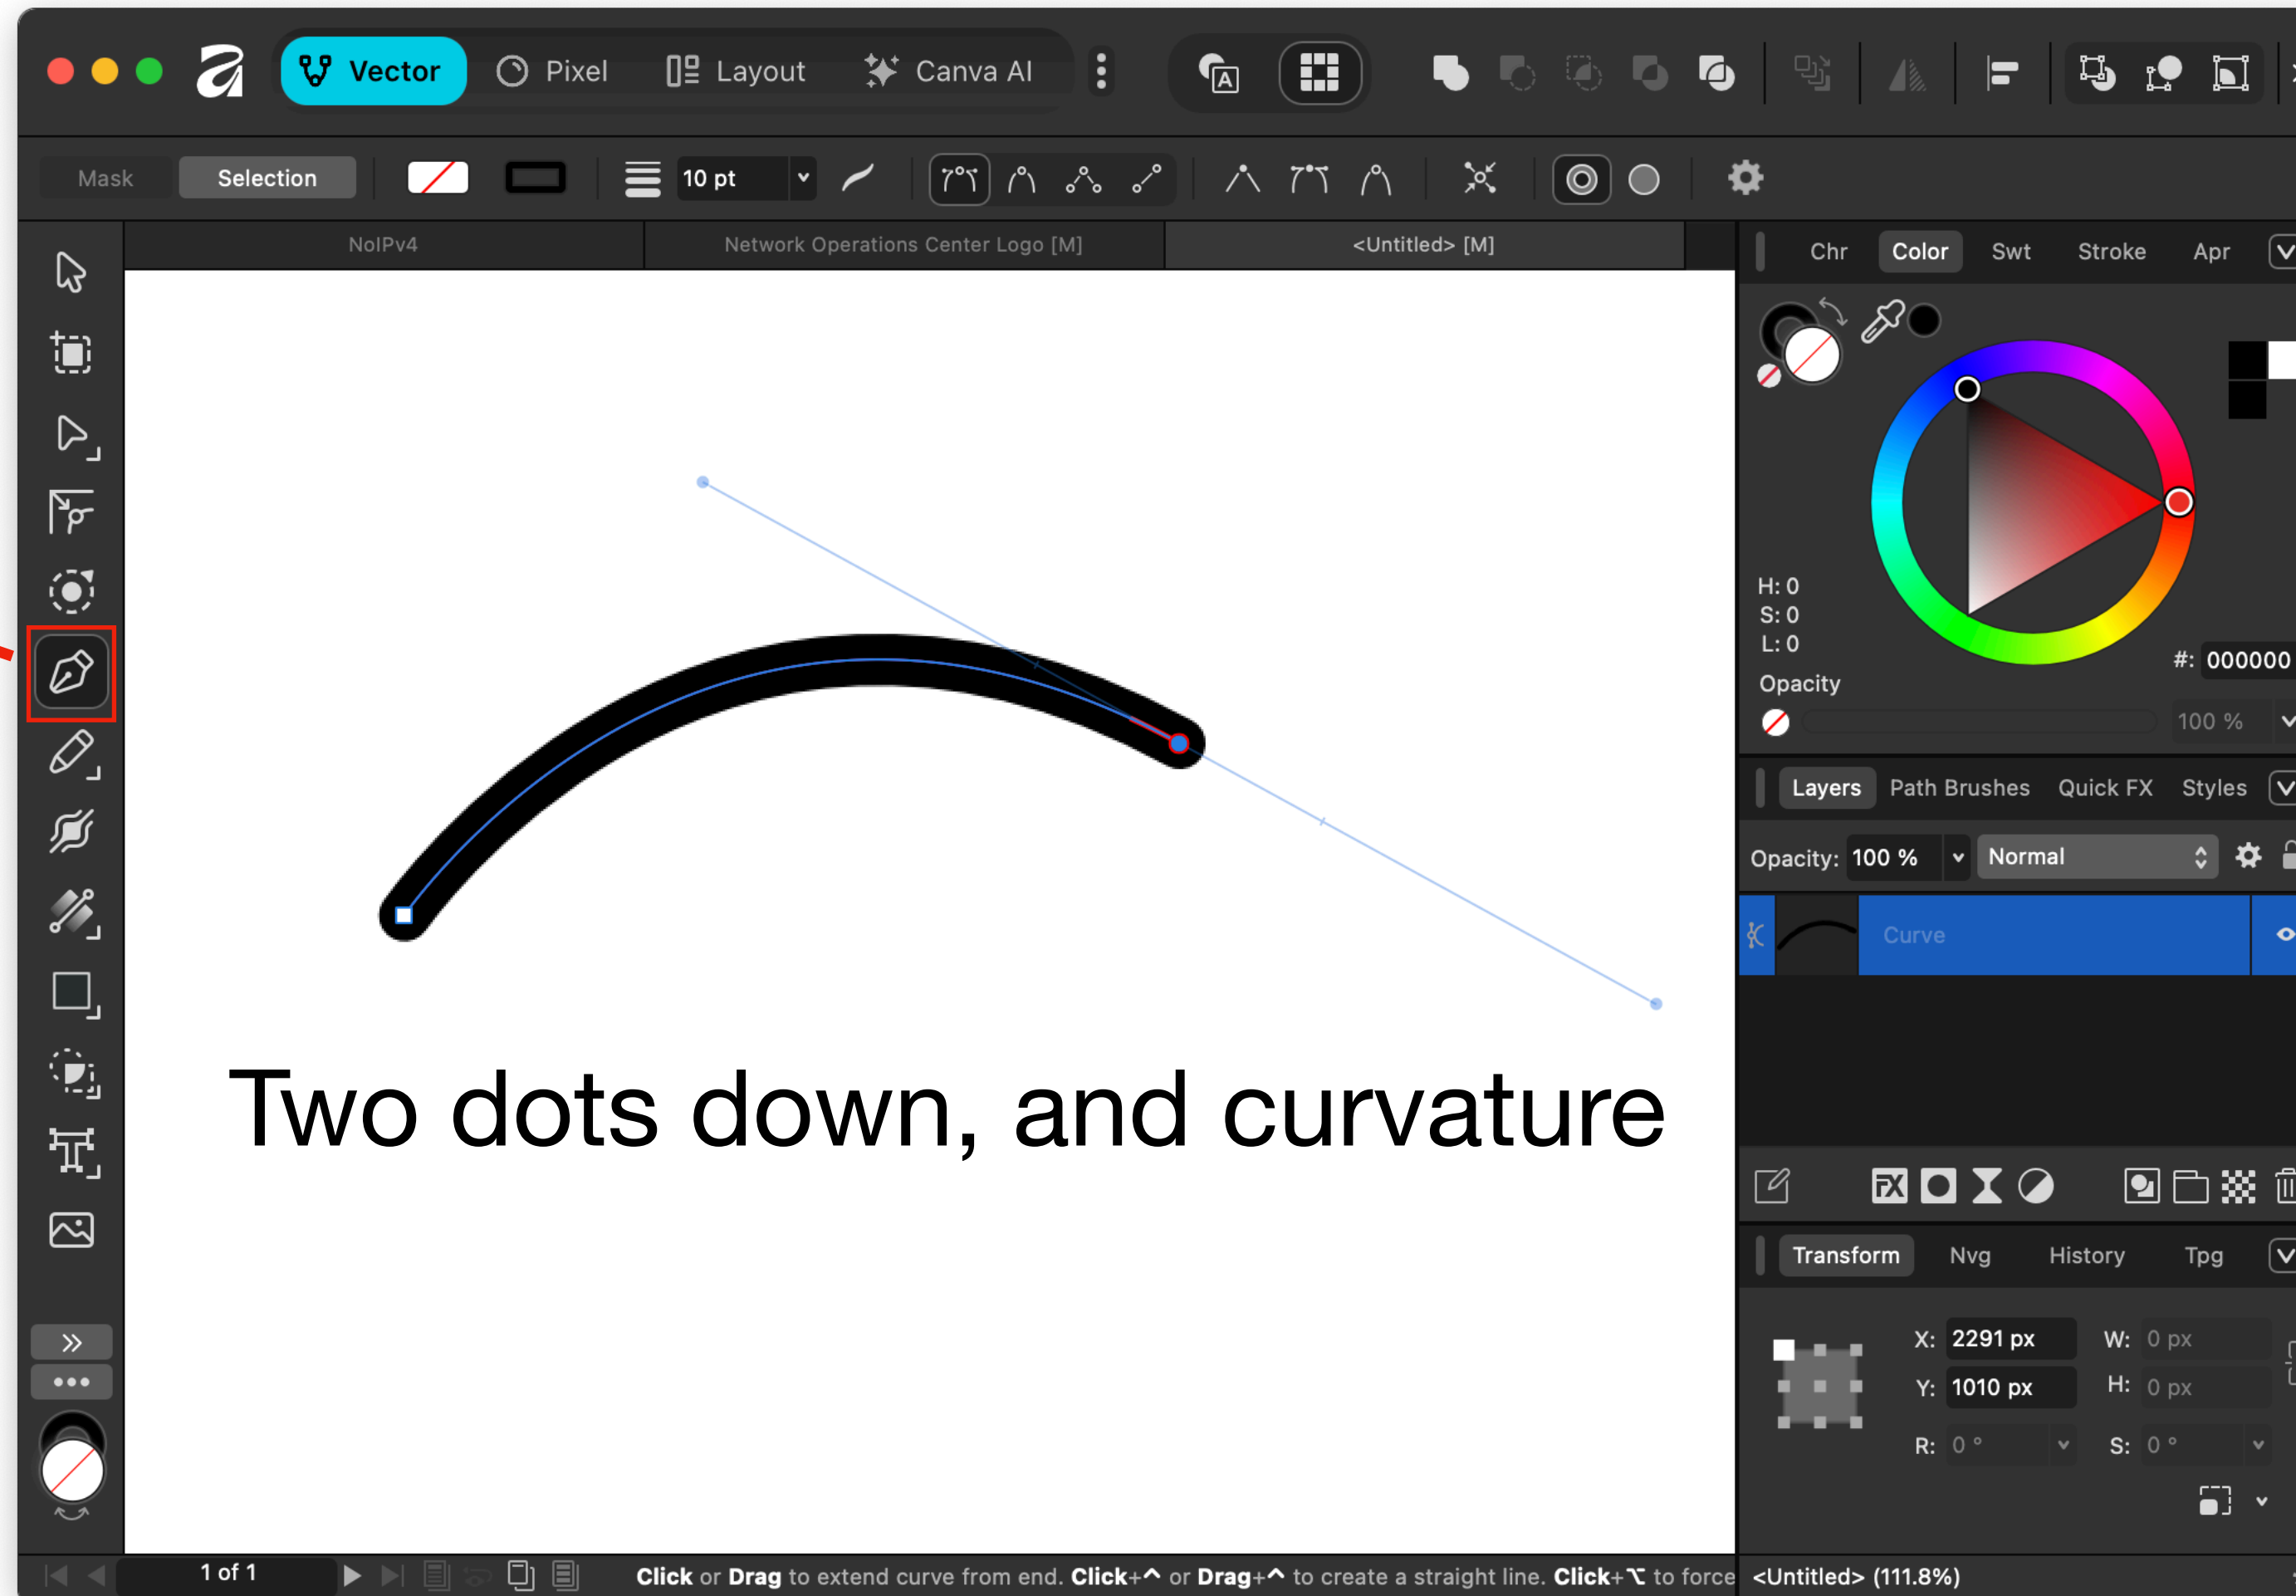 Vector Pixel Layout Canva AI
Mask Selection 10 pt
NoIPv4 Network Operations Center Logo [M] <Untitled> [M]
Chr Color Swt Stroke Apr
H: 0
S: 0
L: 0
#: 000000
Opacity
100 %
Layers Path Brushes Quick FX Styles
Opacity: 100 % Normal
Curve
Two dots down, and curvature
FX
Transform Nvg History Tpg
X: 2291 px W: 0 px
Y: 1010 px H: 0 px
R: 0 ° S: 0 °
1 of 1 Click or Drag to extend curve from end. Click+^ or Drag+^ to create a straight line. Click+⌥ to force <Untitled> (111.8%)